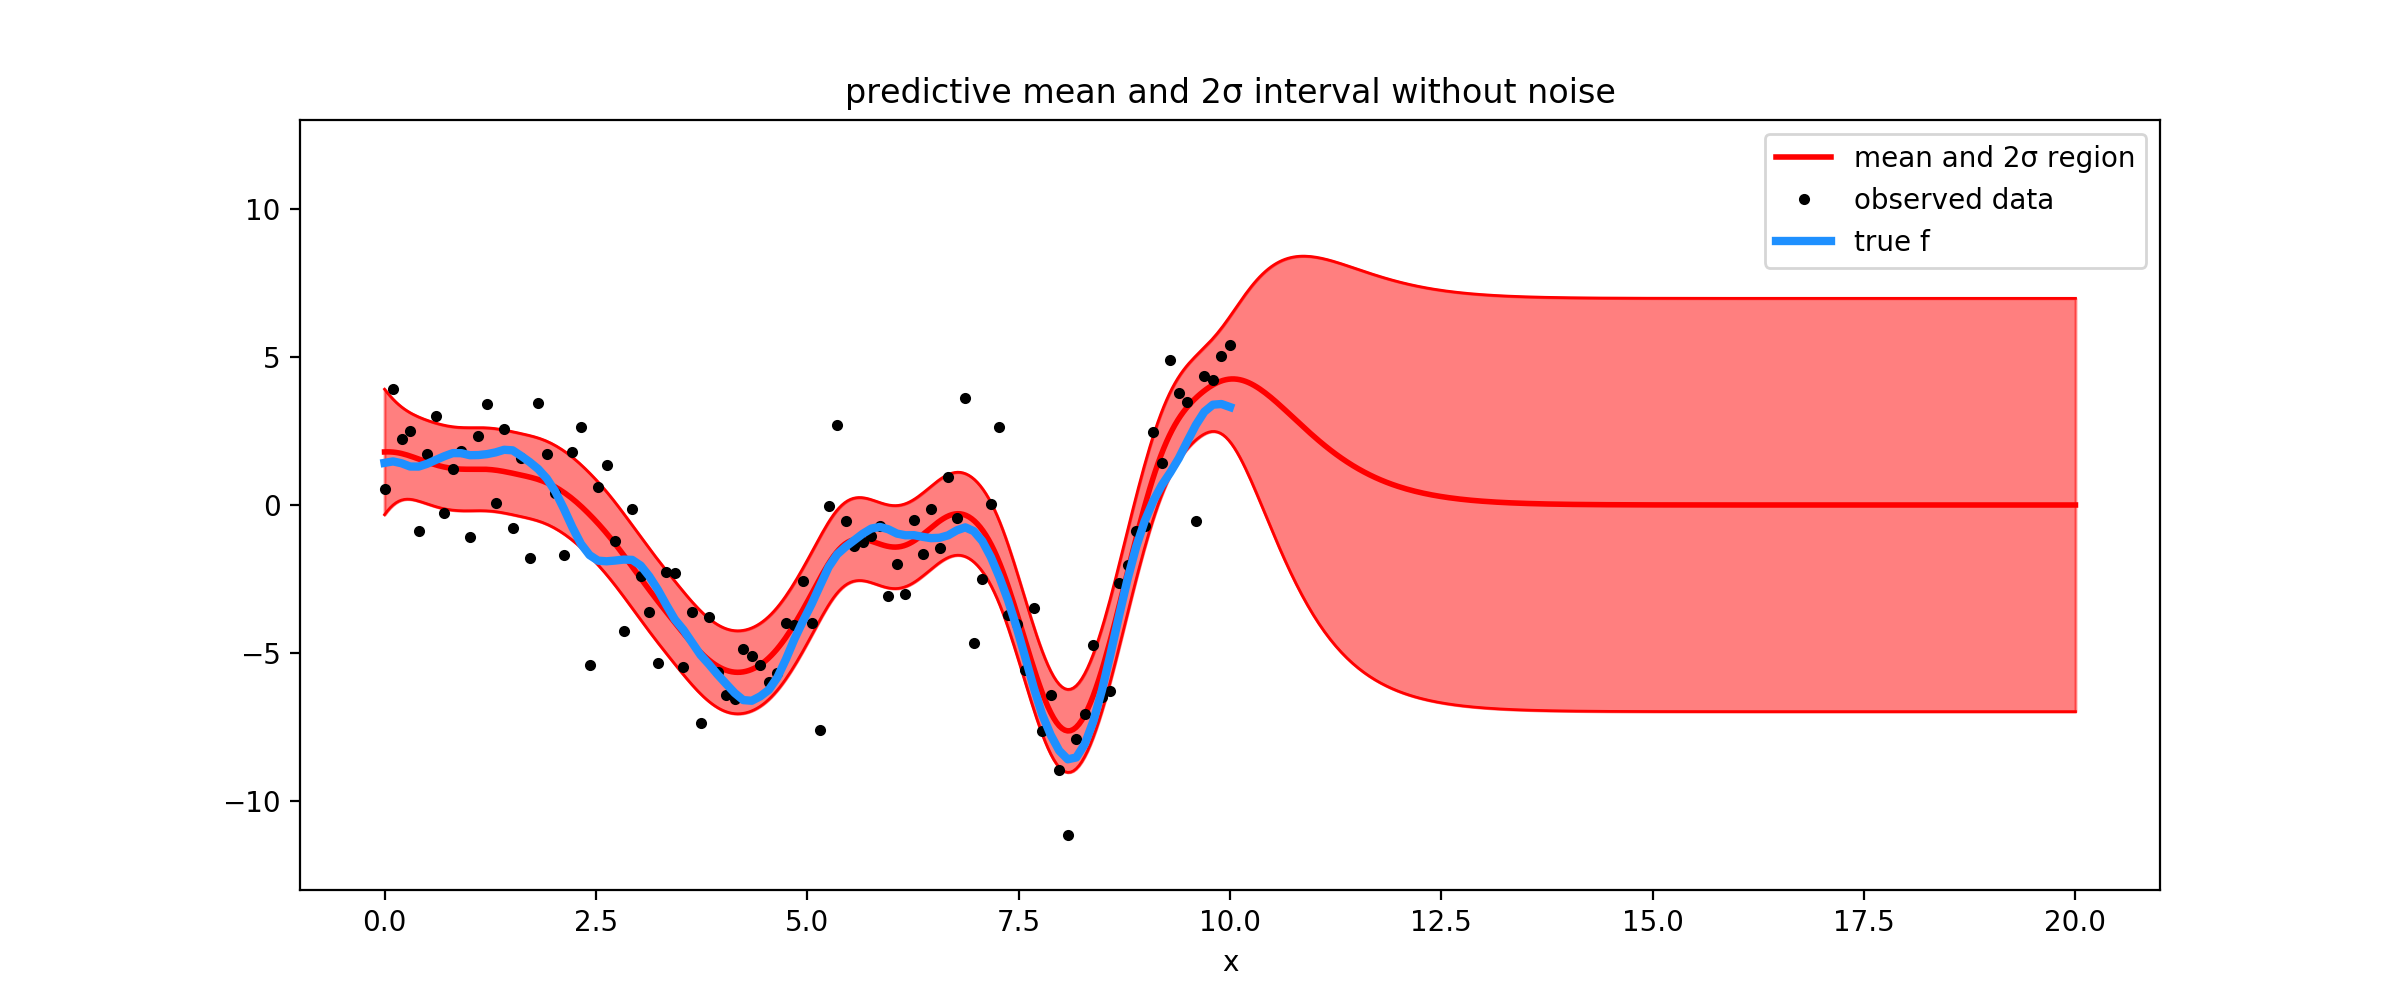 predictive mean and 2σ interval without noise
mean and 2σ region
observed data
true f
10
5
0
−5
−10
0.0 2.5 5.0 7.5 10.0 12.5 15.0 17.5 20.0
x